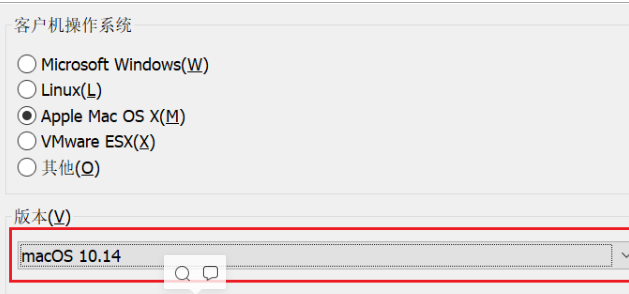 客户机操作系统
Microsoft Windows(W)
Linux(L)
Apple Mac OS X(M)
VMware ESX(X)
其他(O)
版本(V)
macOS 10.14